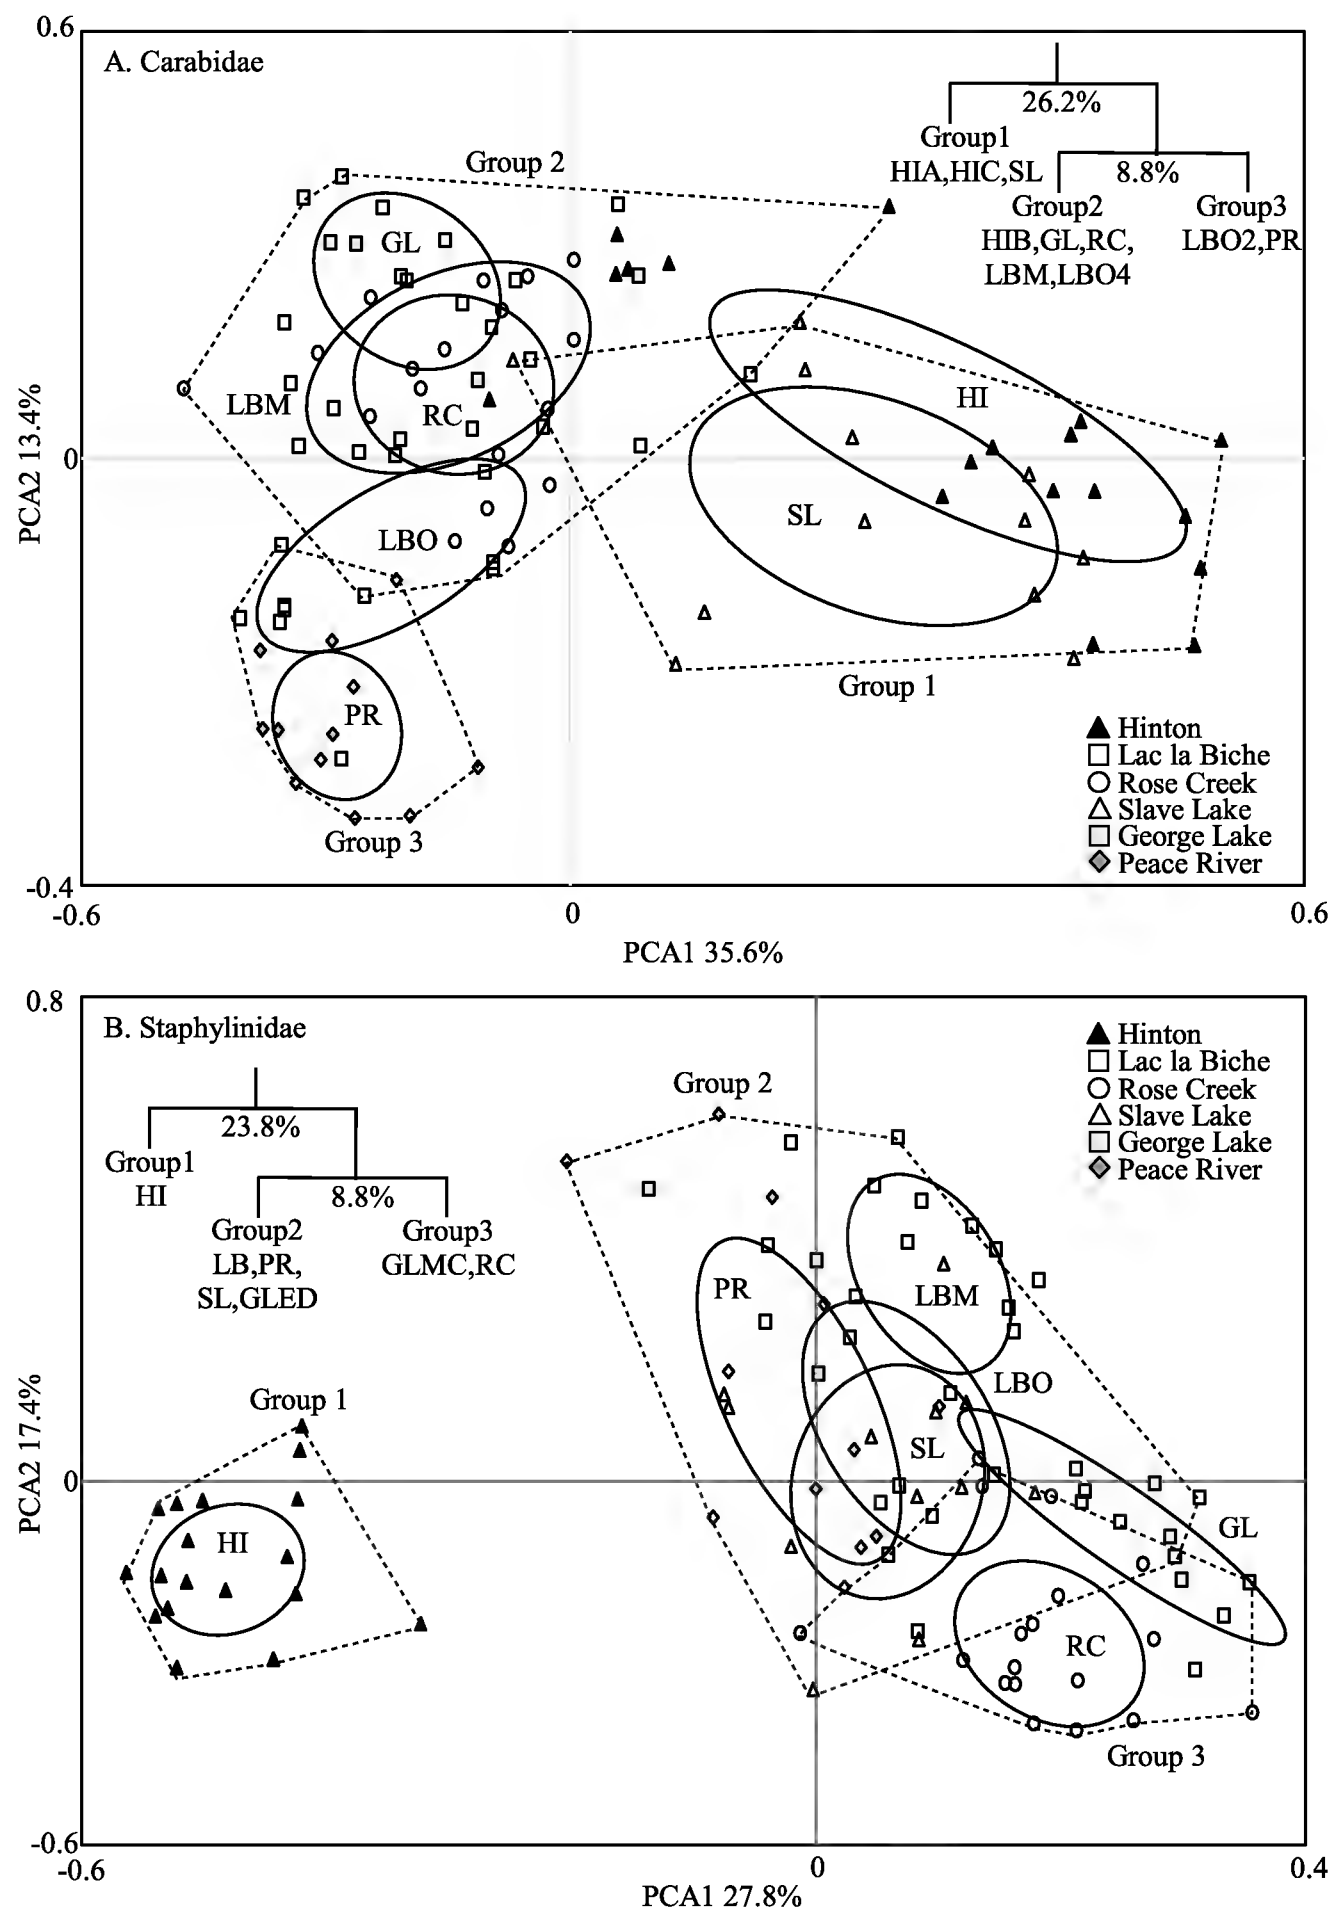 0.6
A. Carabidae
26.2%
Group1
HIA,HIC,SL
8.8%
Group2
HIB,GL,RC,
LBM,LBO4
Group3
LBO2,PR
Group 2
GL
LBM
RC
HI
PCA2 13.4%
0
SL
LBO
PR
Group 1
Group 3
Hinton
Lac la Biche
Rose Creek
Slave Lake
George Lake
Peace River
-0.4
-0.6
0
0.6
PCA1 35.6%
0.8
B. Staphylinidae
23.8%
Group1
HI
8.8%
Group2
LB,PR,
SL,GLED
Group3
GLMC,RC
Hinton
Lac la Biche
Rose Creek
Slave Lake
George Lake
Peace River
Group 2
PR
LBM
LBO
Group 1
SL
PCA2 17.4%
0
HI
GL
RC
Group 3
-0.6
-0.6
0
0.4
PCA1 27.8%